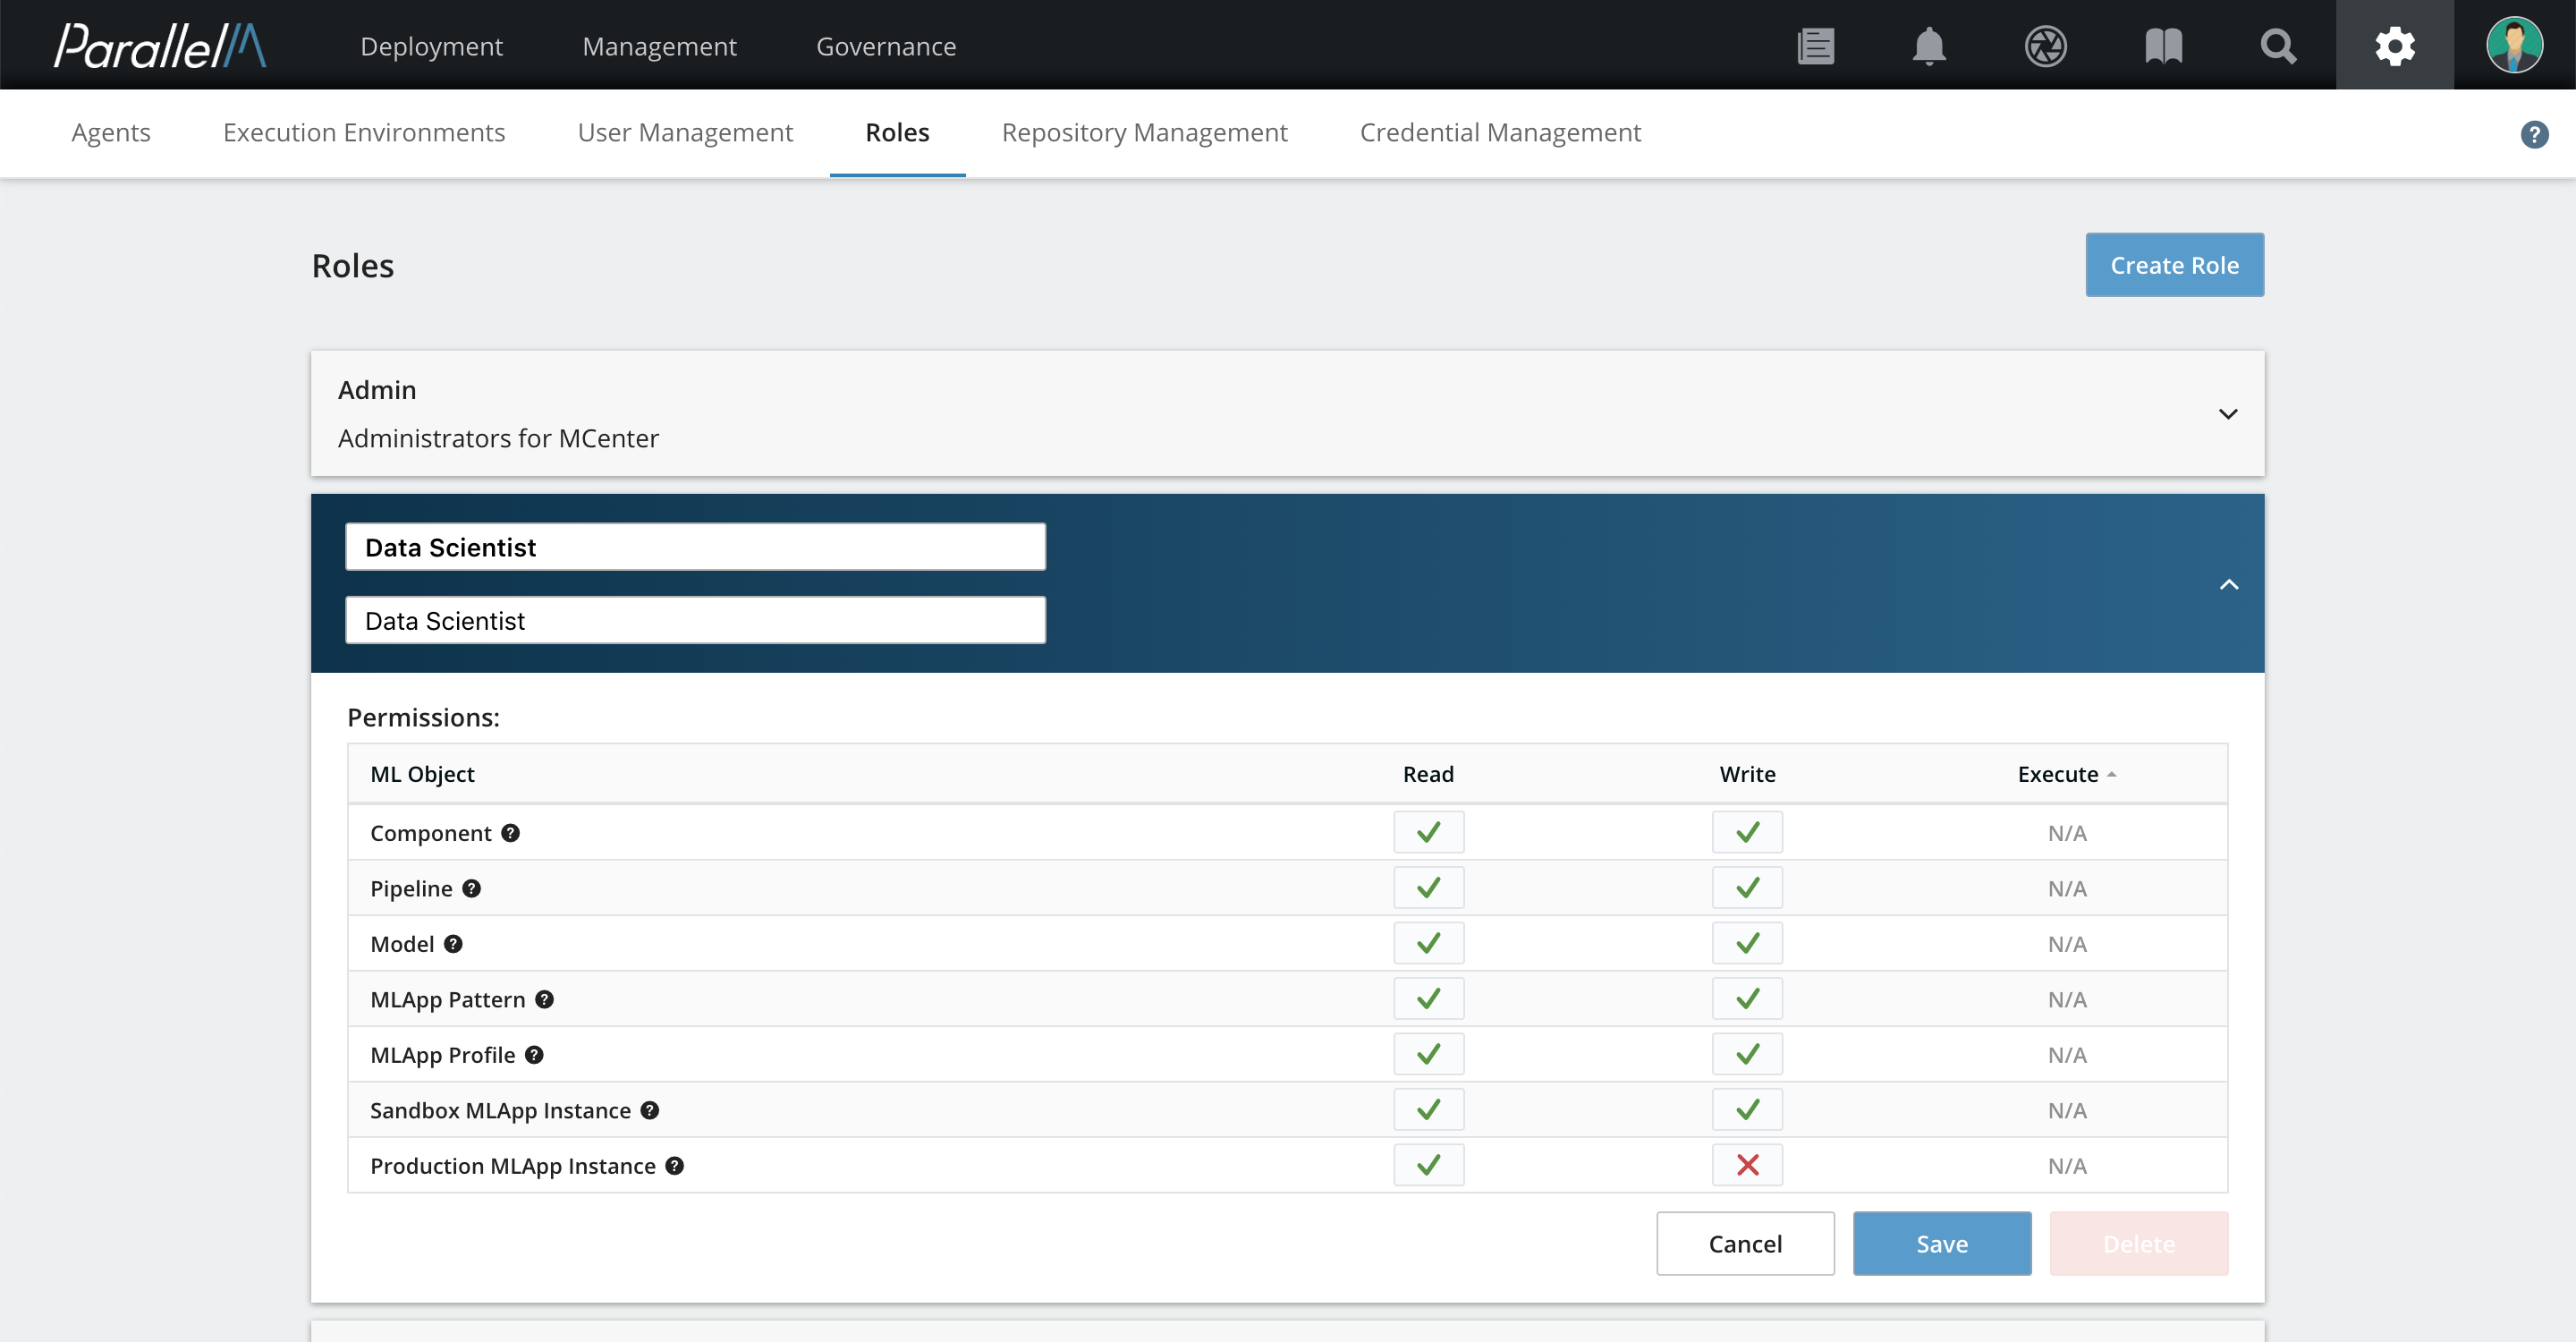 ParallelM Deployment Management Governance
Agents Execution Environments User Management Roles Repository Management Credential Management ?
Roles Create Role
Admin
Administrators for MCenter
Data Scientist
Data Scientist
Permissions:
ML Object Read Write Execute
Component ? N/A
Pipeline ? N/A
Model ? N/A
MLApp Pattern ? N/A
MLApp Profile ? N/A
Sandbox MLApp Instance ? N/A
Production MLApp Instance ? N/A
Cancel Save Delete